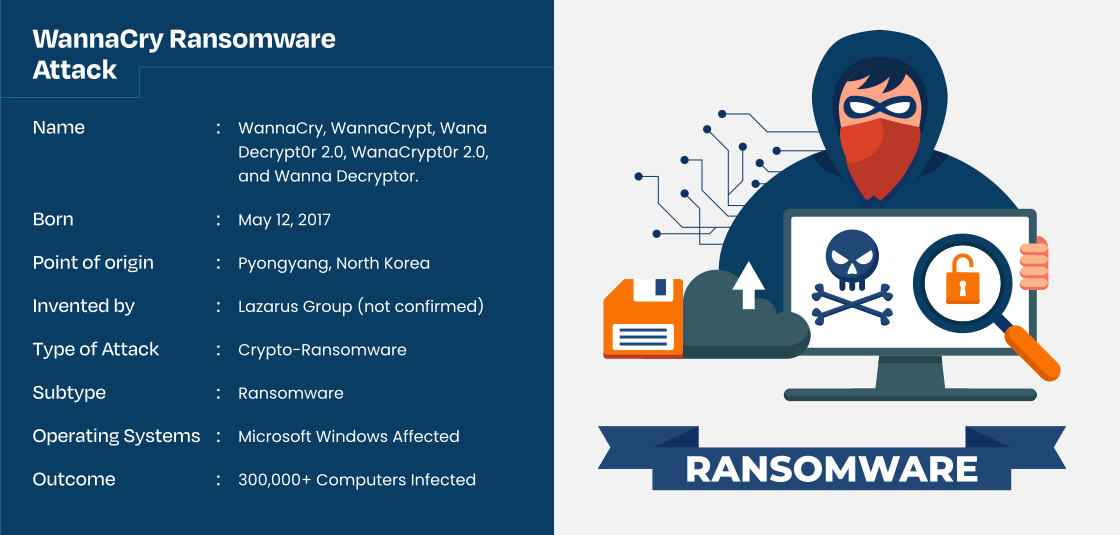 WannaCry Ransomware
Attack
Name : WannaCry, WannaCrypt, Wana
Decrypt0r 2.0, WanaCrypt0r 2.0,
and Wanna Decryptor.
Born : May 12, 2017
Point of origin : Pyongyang, North Korea
Invented by : Lazarus Group (not confirmed)
Type of Attack : Crypto-Ransomware
Subtype : Ransomware
Operating Systems : Microsoft Windows Affected
Outcome : 300,000+ Computers Infected
RANSOMWARE